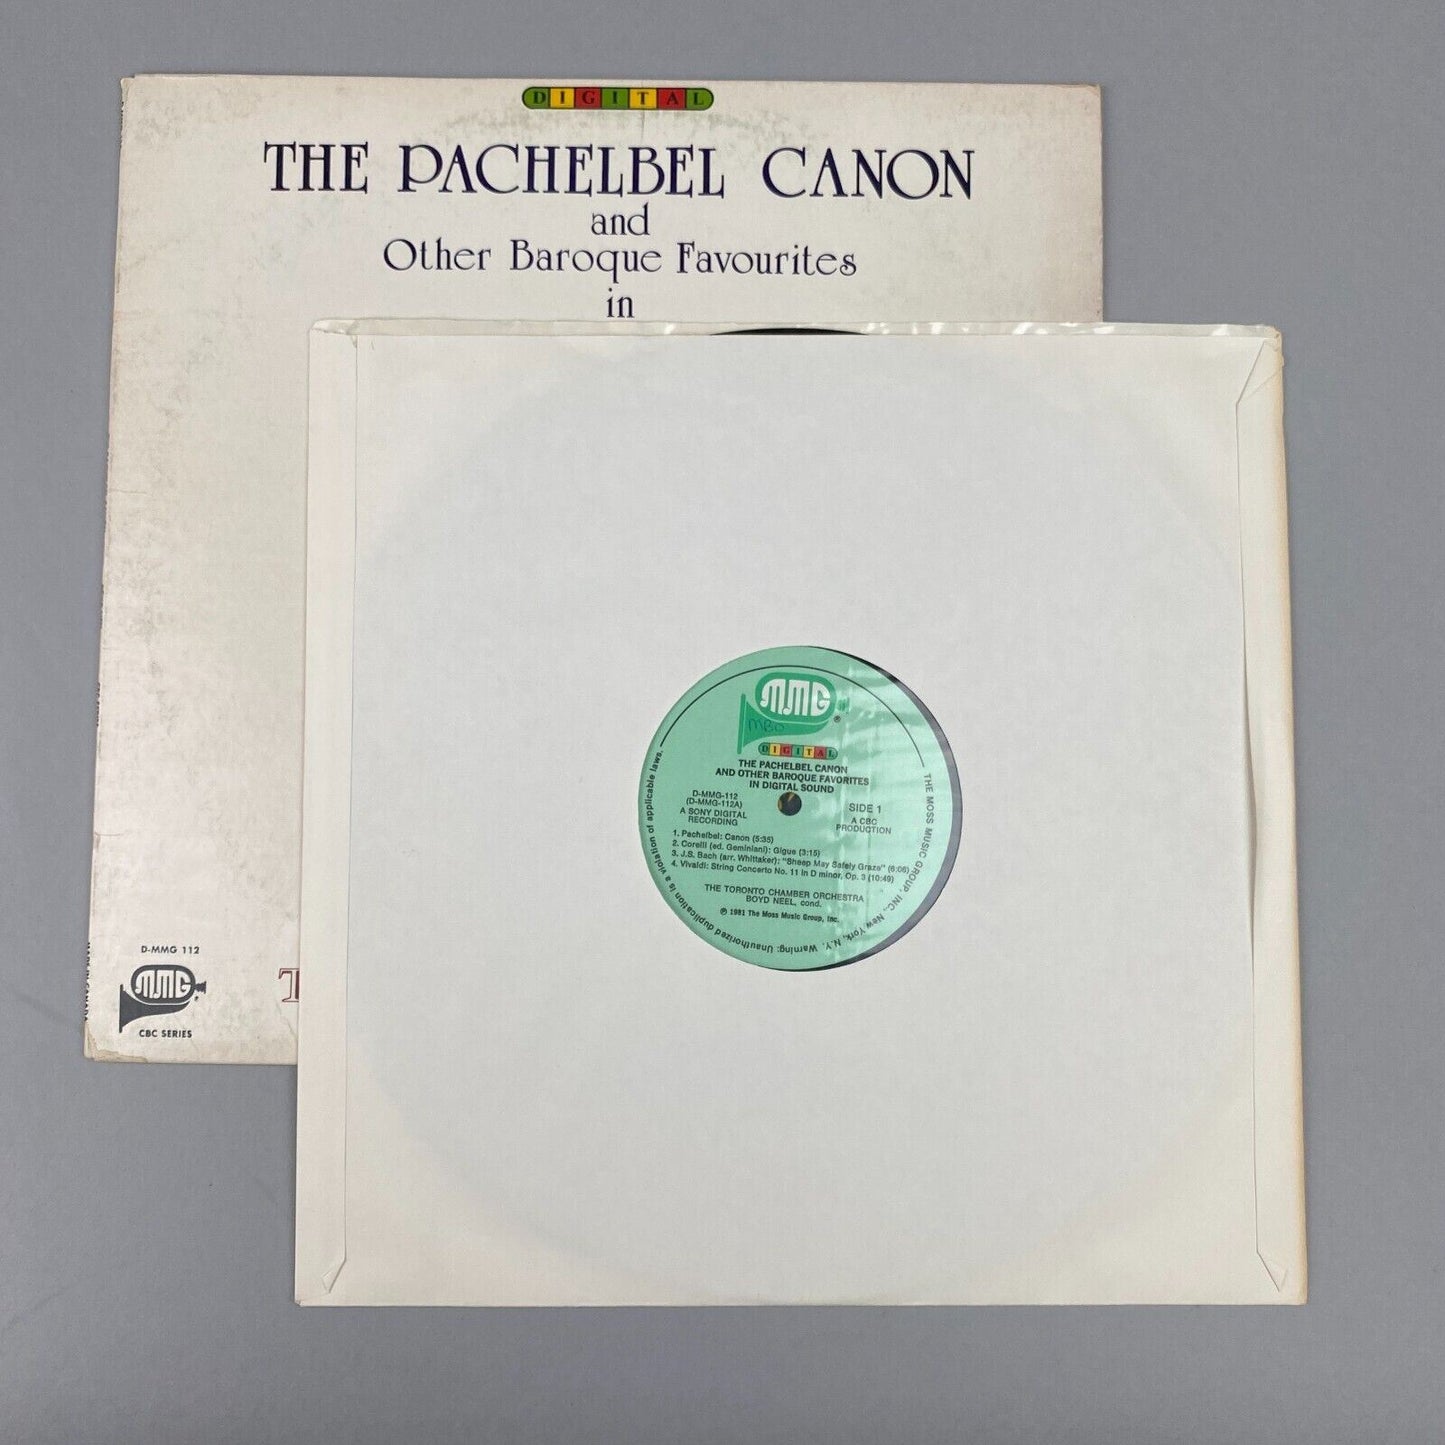 DIGITAL
THE PACHELBEL CANON
and
Other Baroque Favourites
in
D-MMG 112
MMG
CBC SERIES
T
MMG
®
MBO
DIGITAL
THE PACHELBEL CANON
AND OTHER BAROQUE FAVORITES
IN DIGITAL SOUND
D-MMG-112
(D-MMG-112A)
A SONY DIGITAL
RECORDING
SIDE 1
A CBC
PRODUCTION
1. Pachelbel: Canon (5:35)
2. Corelli (ed. Geminiani): Gigue (3:15)
3. J.S. Bach (arr. Whittaker): "Sheep May Safely Graze" (6:06)
4. Vivaldi: String Concerto No. 11 in D minor, Op. 3 (10:49)
THE TORONTO CHAMBER ORCHESTRA
BOYD NEEL, cond.
℗ 1981 The Moss Music Group, Inc.
THE MOSS MUSIC GROUP, INC., New York, N.Y. Warning: Unauthorized duplication is a violation of applicable laws.